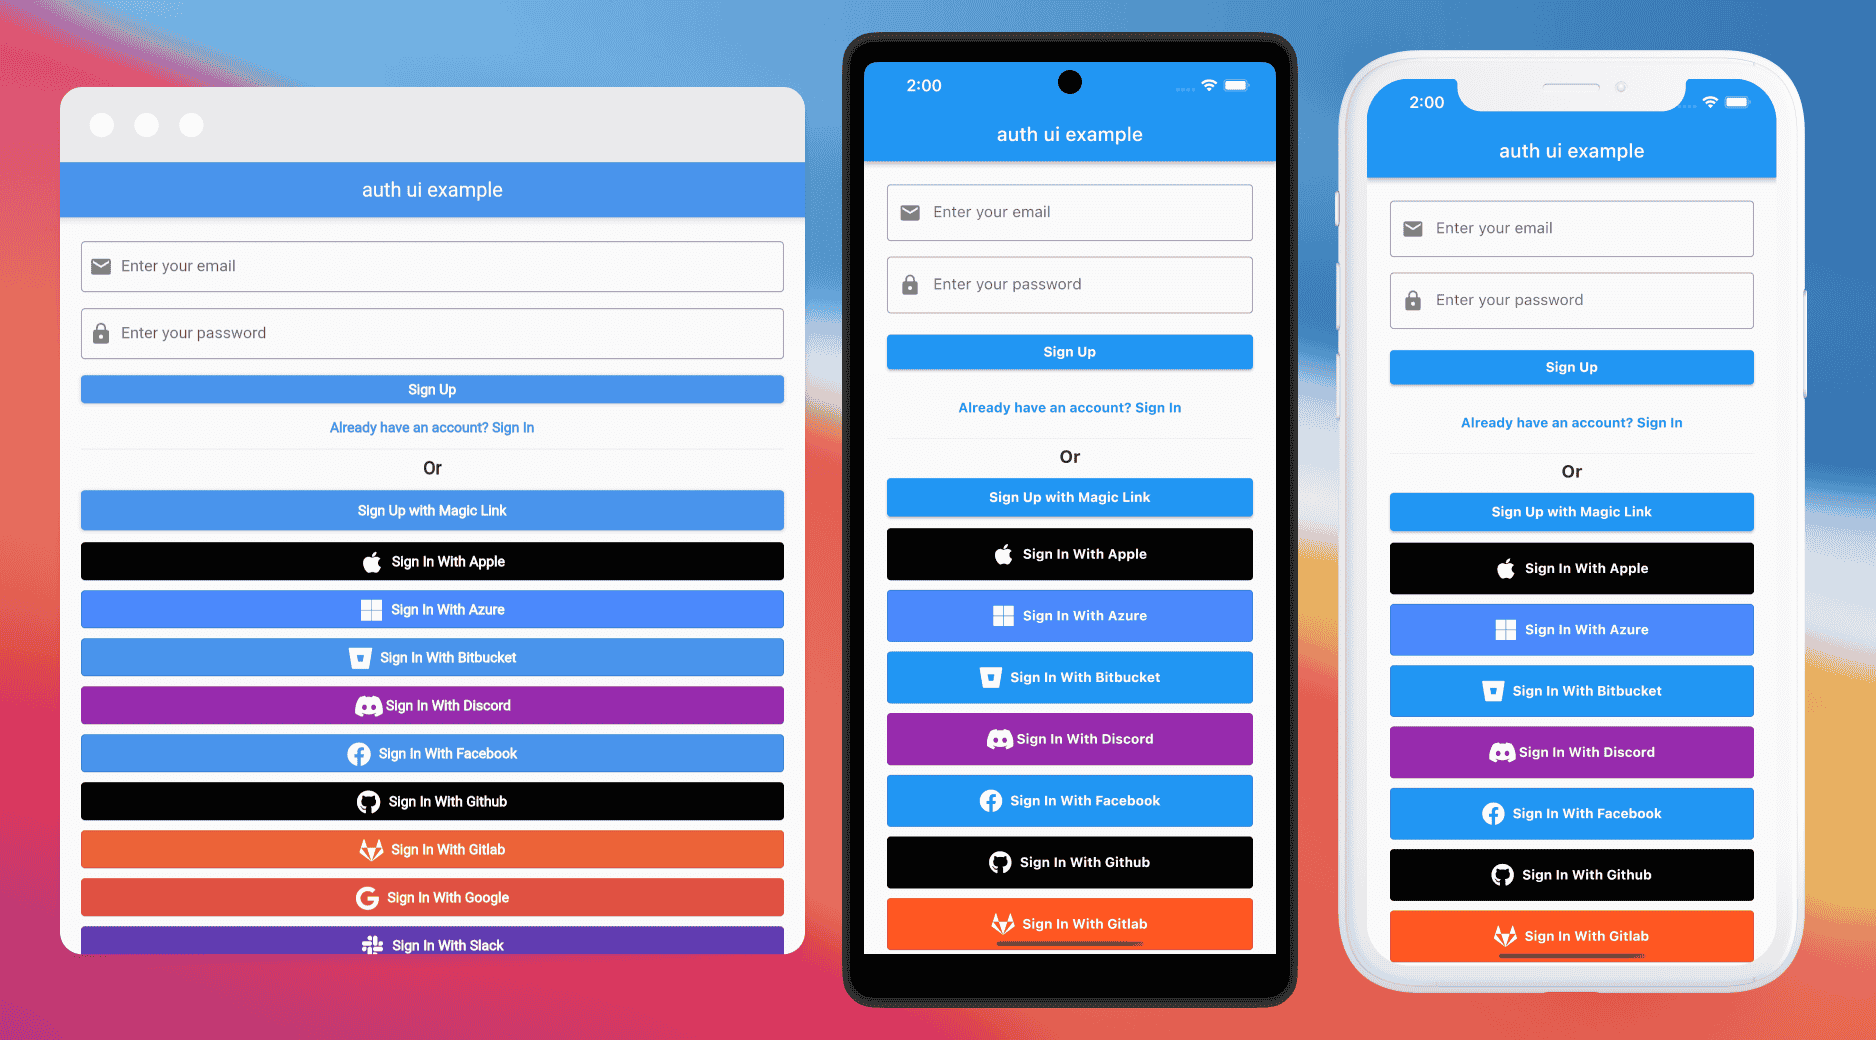 auth ui example
Enter your email
Enter your password
Sign Up
Already have an account? Sign In
Or
Sign Up with Magic Link
Sign In With Apple
Sign In With Azure
Sign In With Bitbucket
Sign In With Discord
Sign In With Facebook
Sign In With Github
Sign In With Gitlab
Sign In With Google
Sign In With Slack
2:00
auth ui example
Enter your email
Enter your password
Sign Up
Already have an account? Sign In
Or
Sign Up with Magic Link
Sign In With Apple
Sign In With Azure
Sign In With Bitbucket
Sign In With Discord
Sign In With Facebook
Sign In With Github
Sign In With Gitlab
2:00
auth ui example
Enter your email
Enter your password
Sign Up
Already have an account? Sign In
Or
Sign Up with Magic Link
Sign In With Apple
Sign In With Azure
Sign In With Bitbucket
Sign In With Discord
Sign In With Facebook
Sign In With Github
Sign In With Gitlab